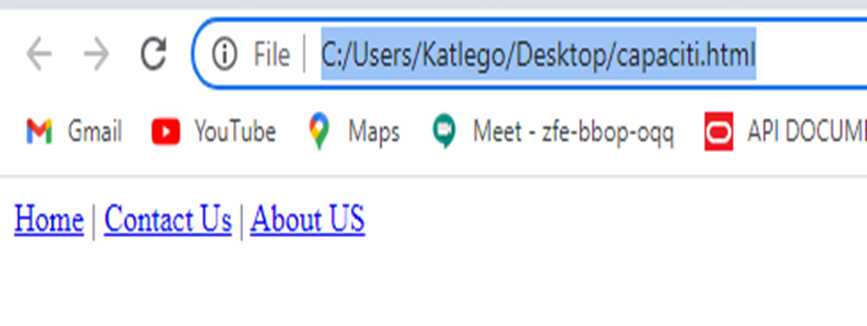 File | C:/Users/Katlego/Desktop/capaciti.html
Gmail YouTube Maps Meet - zfe-bbop-oqq API DOCUM
Home | Contact Us | About US